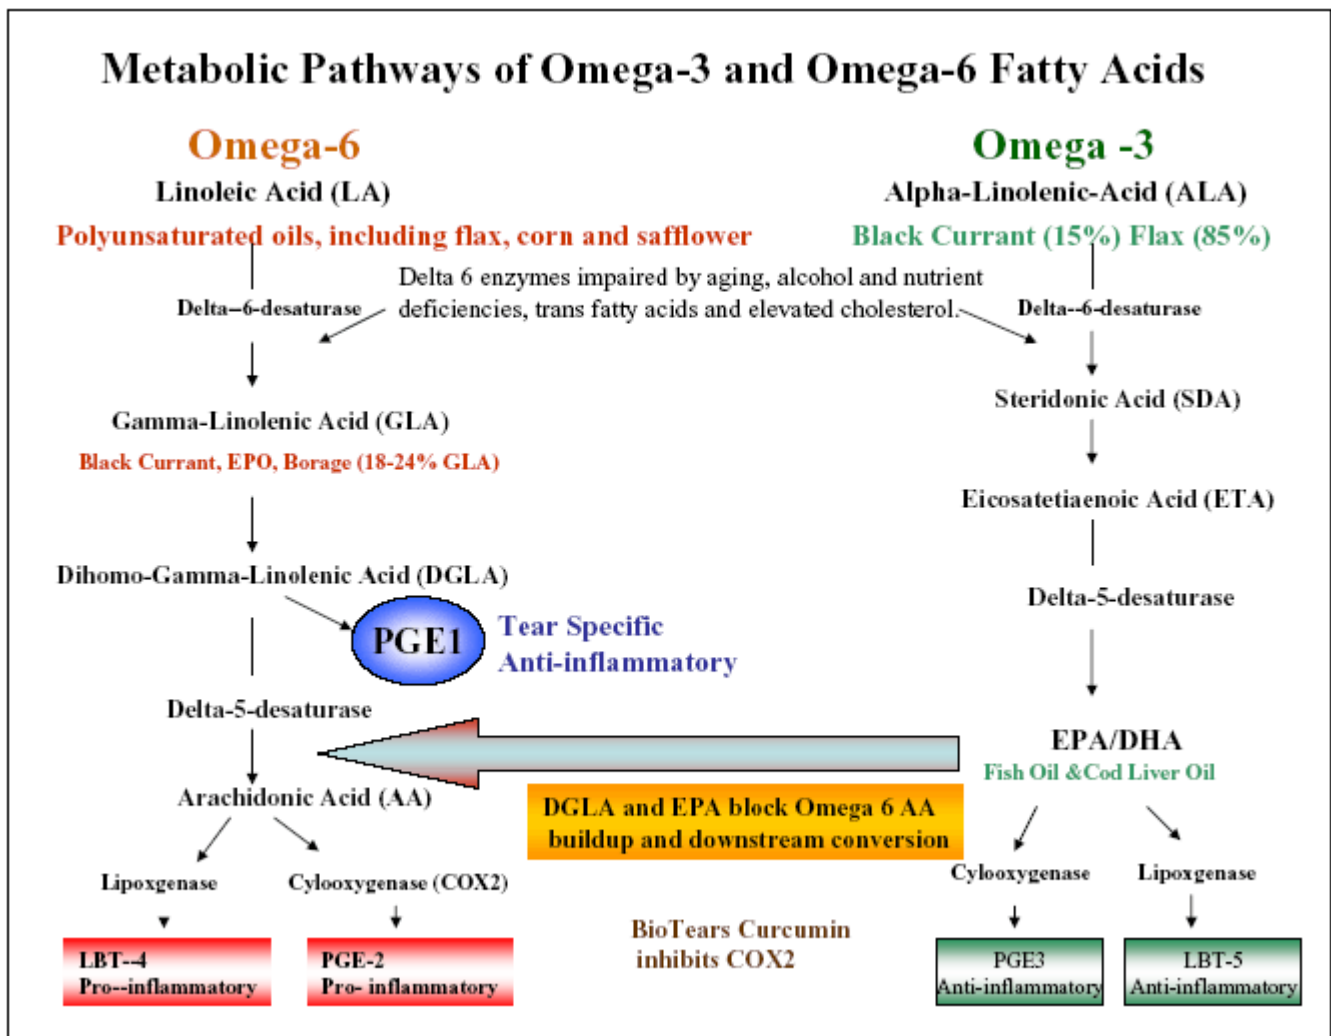 Metabolic Pathways of Omega-3 and Omega-6 Fatty Acids
Omega-6
Linoleic Acid (LA)
Polyunsaturated oils, including flax, corn and safflower
Omega -3
Alpha-Linolenic-Acid (ALA)
Black Currant (15%) Flax (85%)
Delta 6 enzymes impaired by aging, alcohol and nutrient
deficiencies, trans fatty acids and elevated cholesterol.
Delta--6-desaturase
Delta--6-desaturase
Gamma-Linolenic Acid (GLA)
Black Currant, EPO, Borage (18-24% GLA)
Steridonic Acid (SDA)
Eicosatetiaenoic Acid (ETA)
Dihomo-Gamma-Linolenic Acid (DGLA)
PGE1
Tear Specific
Anti-inflammatory
Delta-5-desaturase
Delta-5-desaturase
Arachidonic Acid (AA)
EPA/DHA
Fish Oil &Cod Liver Oil
DGLA and EPA block Omega 6 AA
buildup and downstream conversion
Lipoxgenase
Cylooxygenase (COX2)
Cylooxygenase
Lipoxgenase
LBT--4
Pro--inflammatory
PGE-2
Pro- inflammatory
BioTears Curcumin
inhibits COX2
PGE3
Anti-inflammatory
LBT-5
Anti-inflammatory